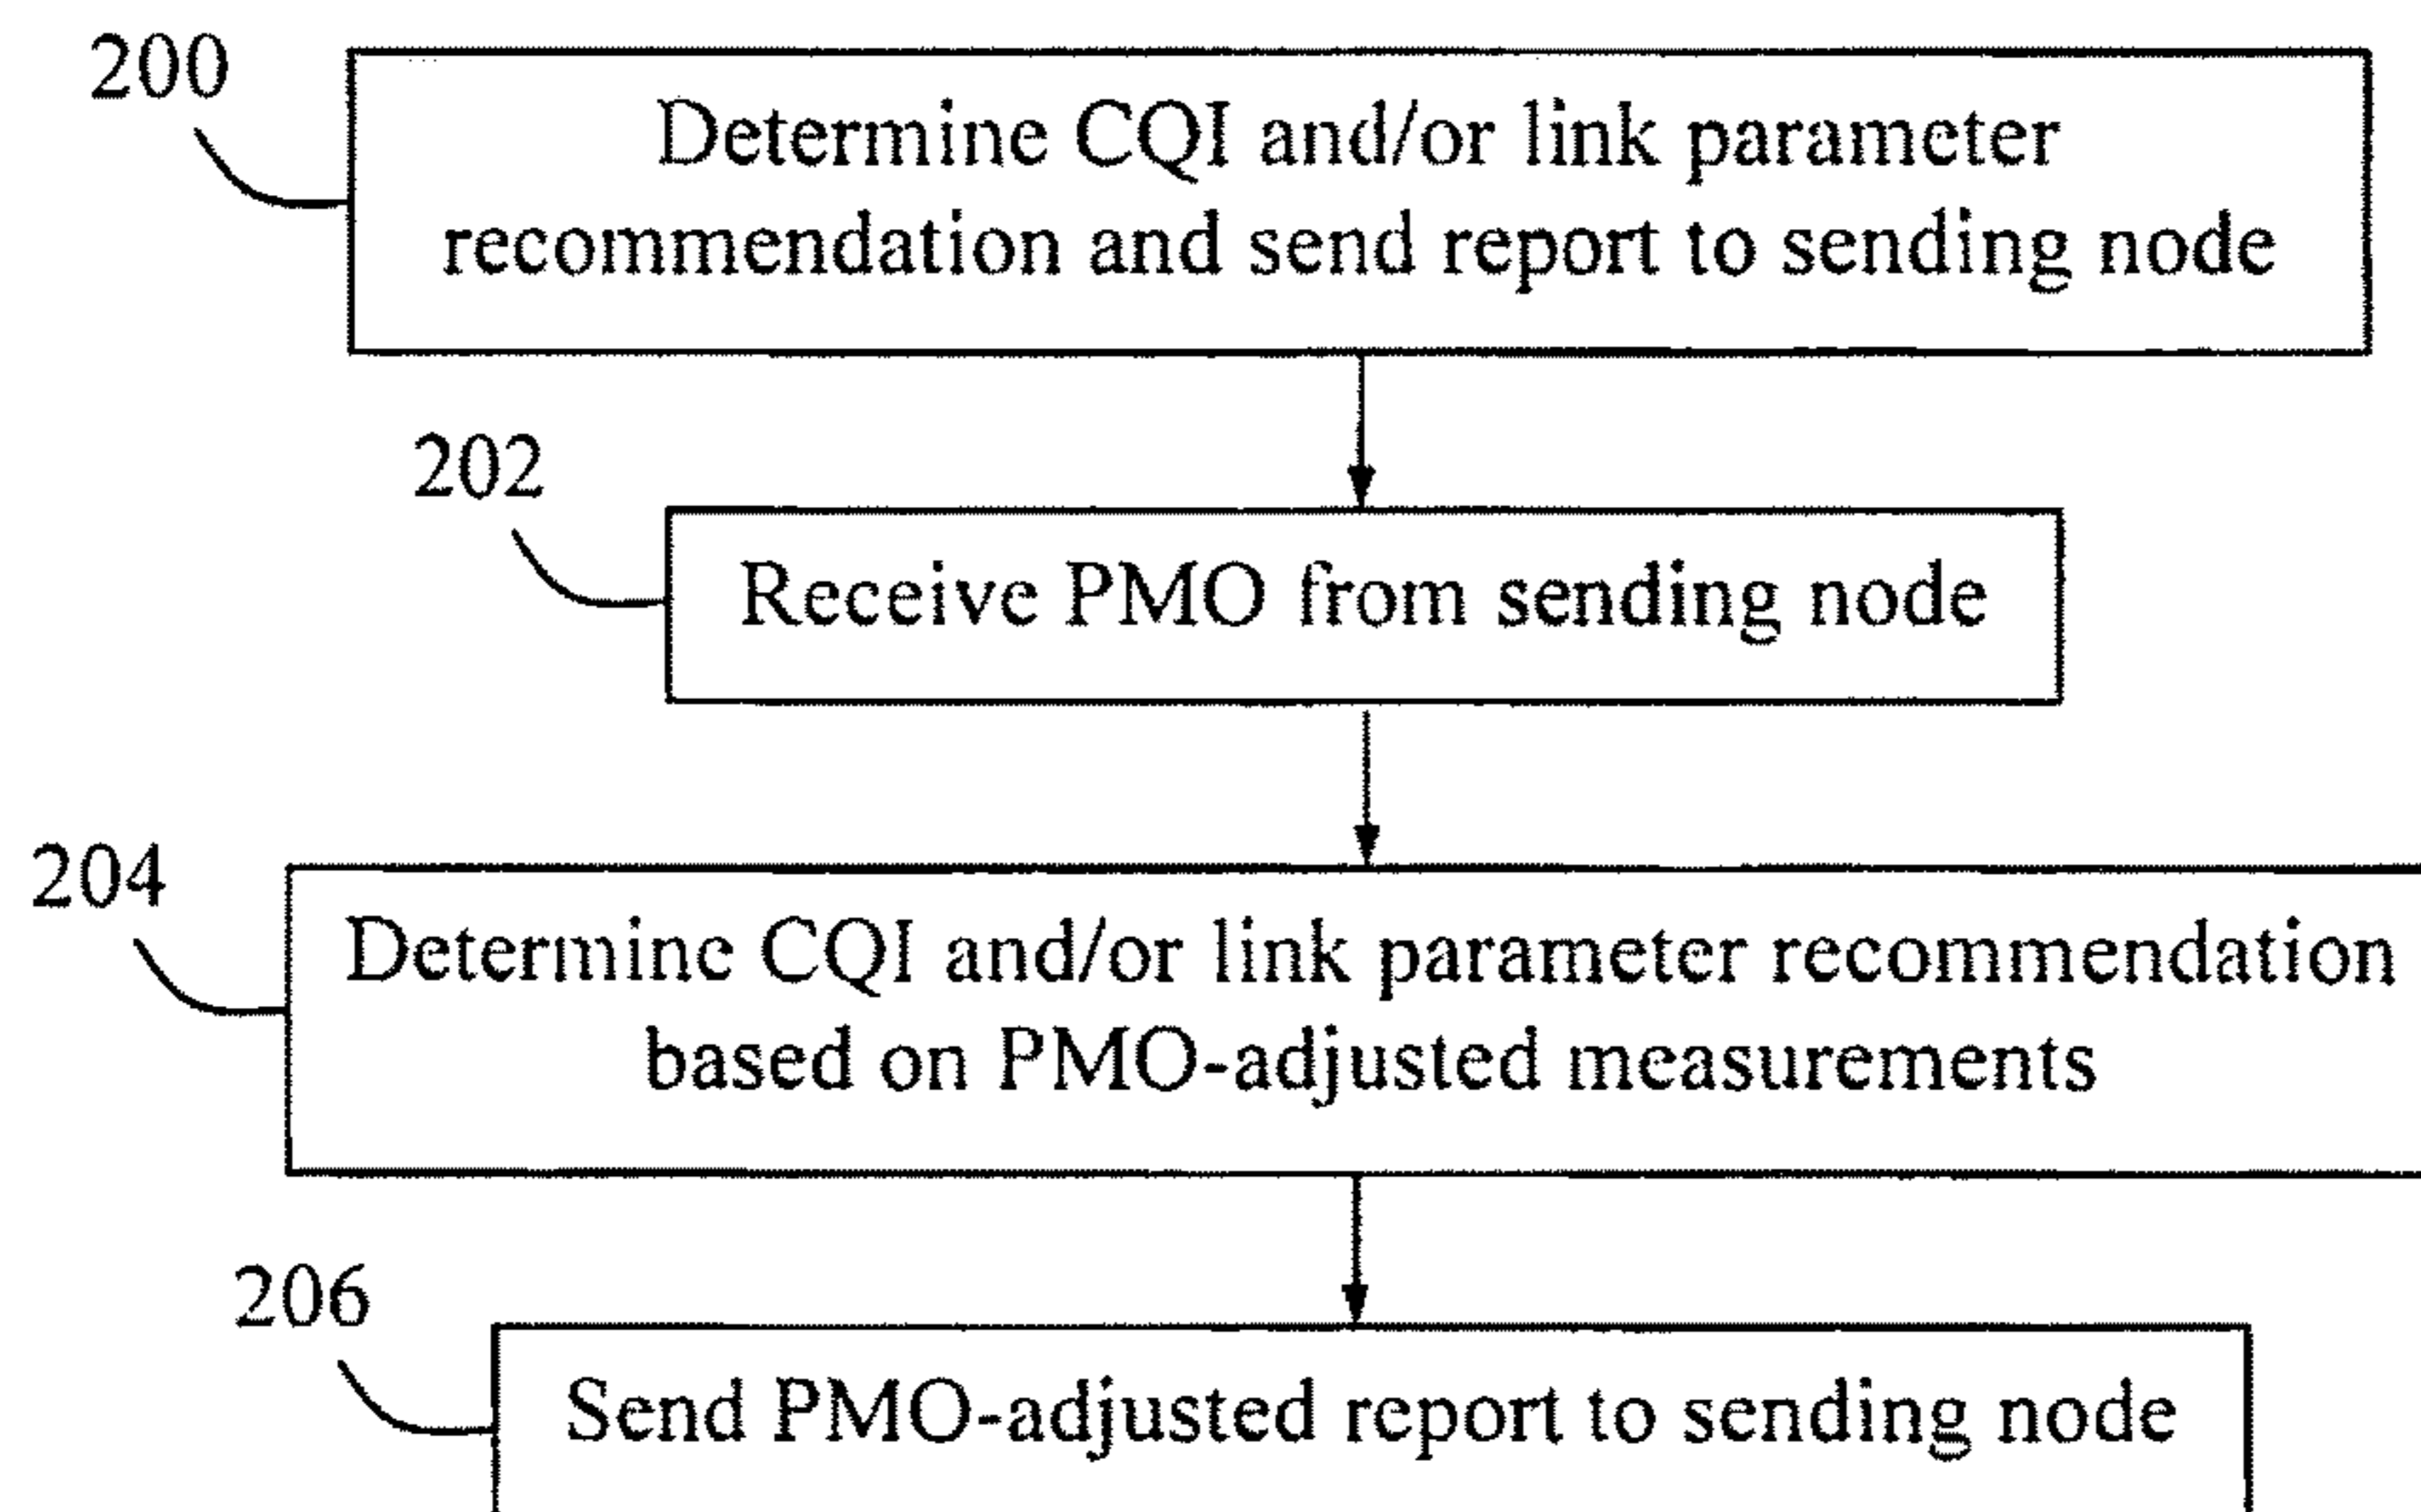 200
Determine CQI and/or link parameter
recommendation and send report to sending node
202
Receive PMO from sending node
204
Determine CQI and/or link parameter recommendation
based on PMO-adjusted measurements
206
Send PMO-adjusted report to sending node